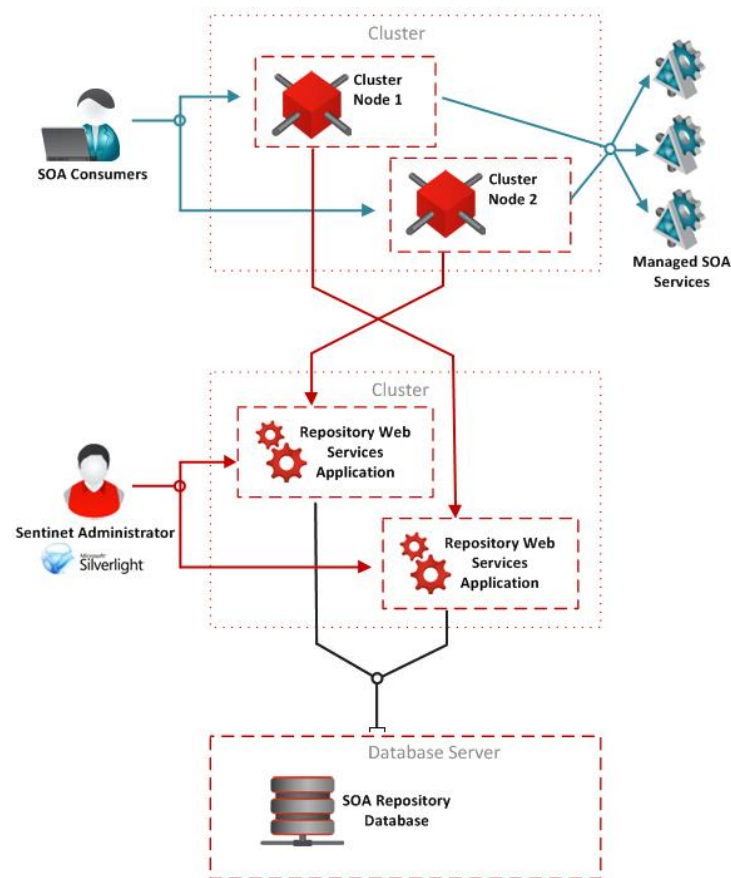 Cluster
Cluster
Node 1
SOA Consumers
Cluster
Node 2
Managed SOA
Services
Cluster
Repository Web
Services
Application
Sentinet Administrator
Microsoft
Silverlight
Repository Web
Services
Application
Database Server
SOA Repository
Database